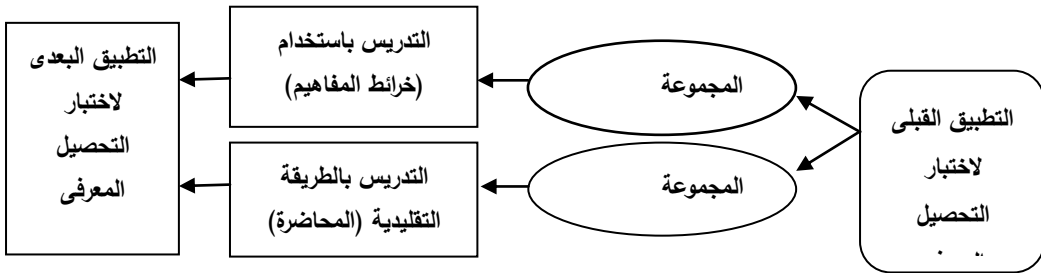 التطبيق القبلى
لاختبار
التحصيل
المجموعة
المجموعة
التدريس باستخدام
(خرائط المفاهيم)
التدريس بالطريقة
التقليدية (المحاضرة)
التطبيق البعدى
لاختبار
التحصيل
المعرفى